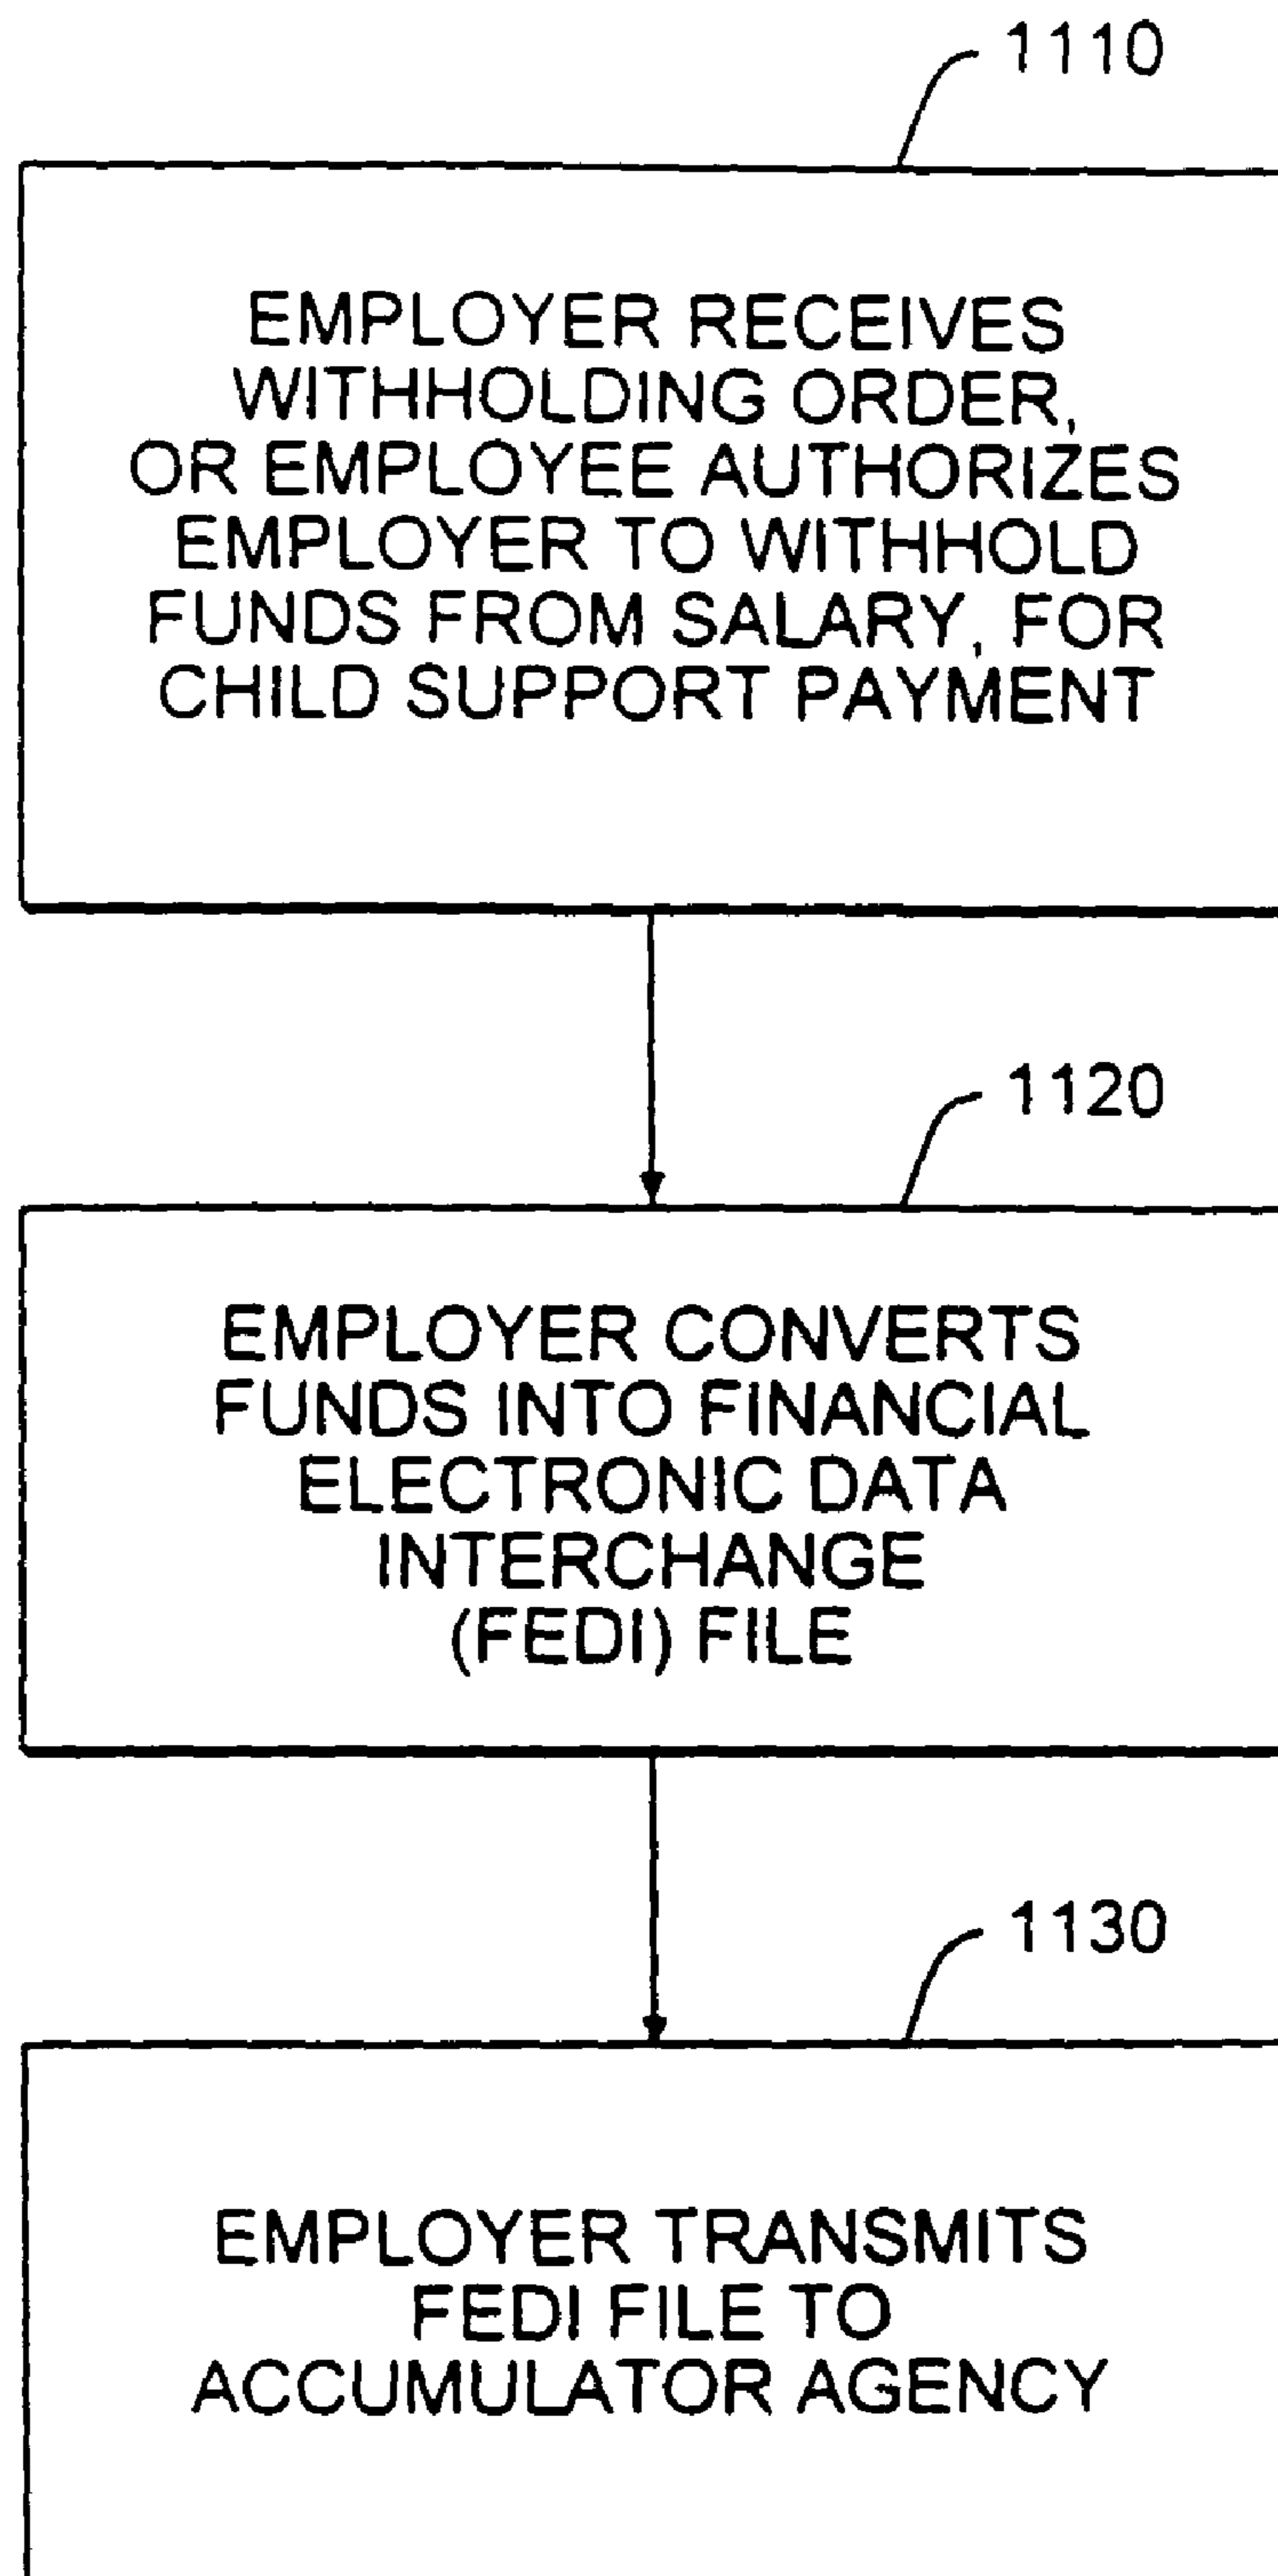 1110
EMPLOYER RECEIVES
WITHHOLDING ORDER,
OR EMPLOYEE AUTHORIZES
EMPLOYER TO WITHHOLD
FUNDS FROM SALARY, FOR
CHILD SUPPORT PAYMENT
1120
EMPLOYER CONVERTS
FUNDS INTO FINANCIAL
ELECTRONIC DATA
INTERCHANGE
(FEDI) FILE
1130
EMPLOYER TRANSMITS
FEDI FILE TO
ACCUMULATOR AGENCY